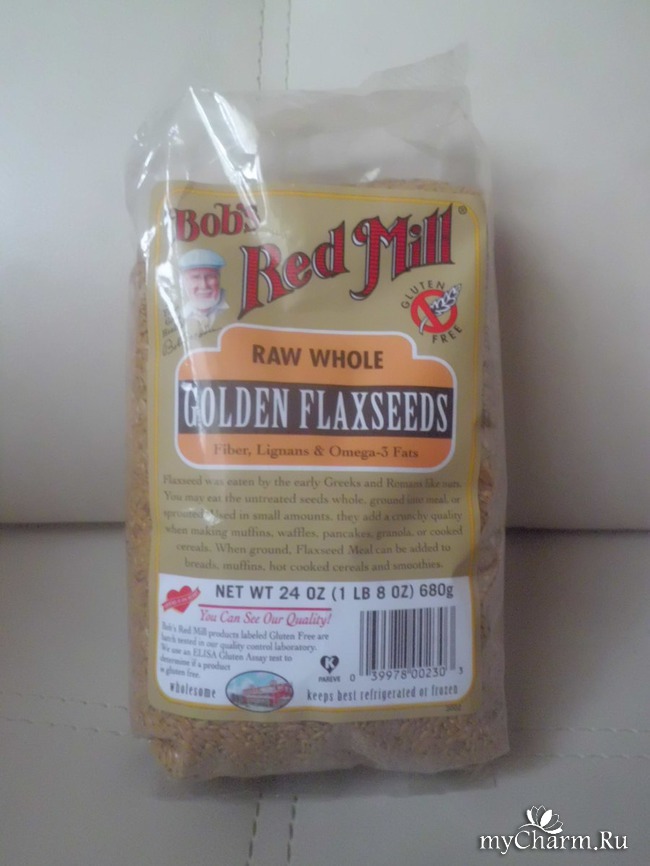 Bob's
Red Mill®
GLUTEN FREE
RAW WHOLE
GOLDEN FLAXSEEDS
Fiber, Lignans & Omega-3 Fats
Flaxseed was eaten by the early Greeks and Romans like nuts.
You may eat the untreated seeds whole, ground into meal, or
sprouted. Used in small amounts, they add a crunchy quality
when making muffins, waffles, pancakes, granola, or cooked
cereals. When ground, Flaxseed Meal can be added to
breads, muffins, hot cooked cereals and smoothies.
NET WT 24 OZ (1 LB 8 OZ) 680g
You Can See Our Quality!
Bob's Red Mill products labeled Gluten Free are
batch tested in our quality control laboratory.
We use an ELISA Gluten Assay test to
determine if a product
is gluten free.
K
PAREVE
0 39978 00230 3
wholesome
keeps best refrigerated or frozen
myCharm.Ru